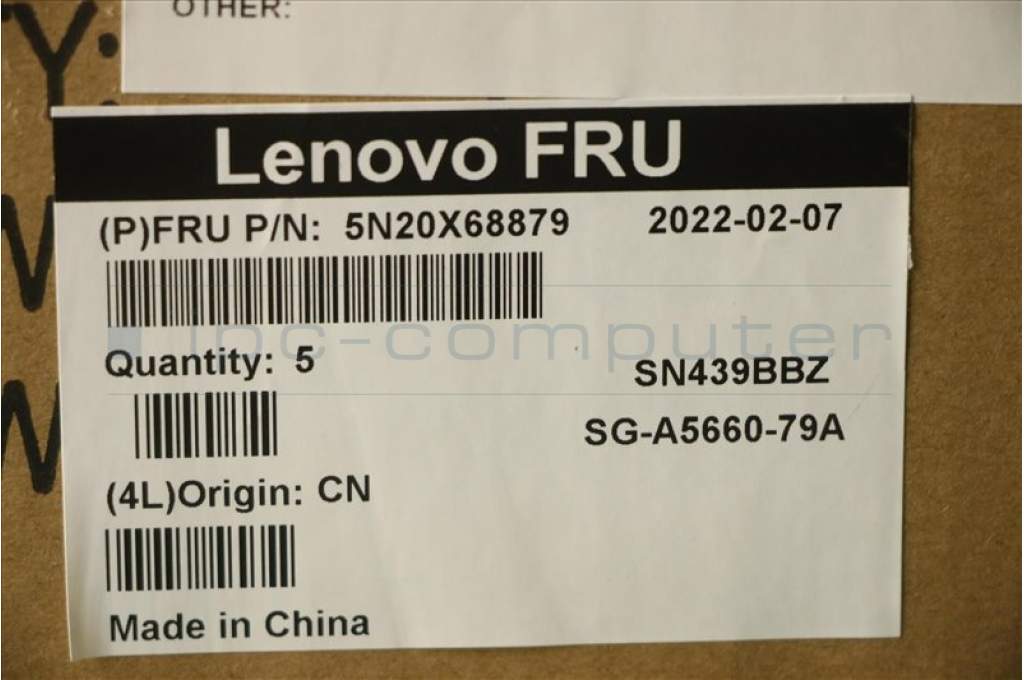 OTHER:
Y:
Lenovo FRU
(P)FRU P/N: 5N20X68879 2022-02-07
ipc-computer
Quantity: 5
SN439BBZ
SG-A5660-79A
(4L)Origin: CN
Made in China